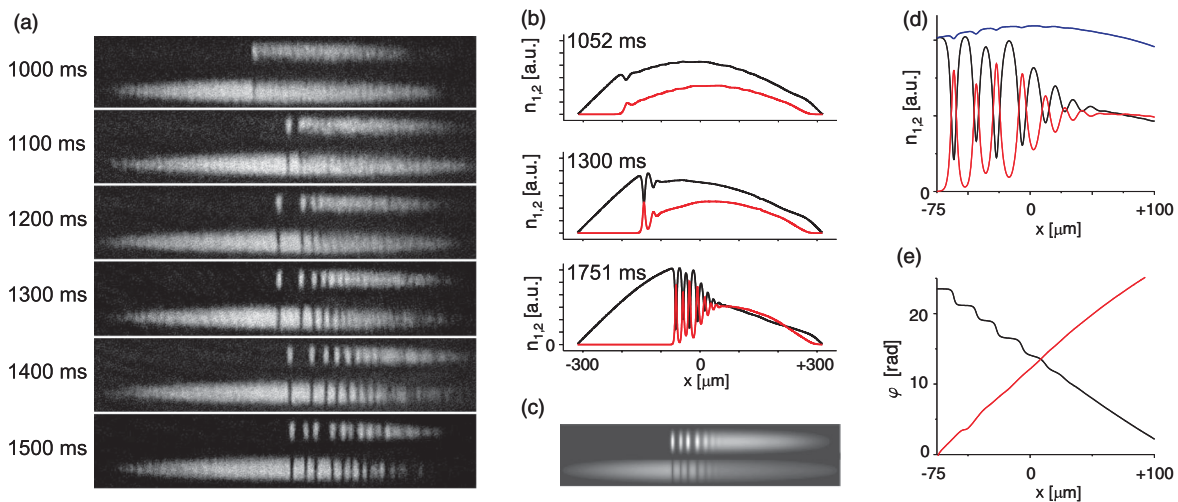 (a)
1000 ms
1100 ms
1200 ms
1300 ms
1400 ms
1500 ms
(b)
1052 ms
n1,2 [a.u.]
1300 ms
n1,2 [a.u.]
1751 ms
n1,2 [a.u.]
0
-300 0 +300
x [μm]
(c)
(d)
n1,2 [a.u.]
0
-75 0 +100
x [μm]
(e)
φ [rad]
20
10
0
-75 0 +100
x [μm]